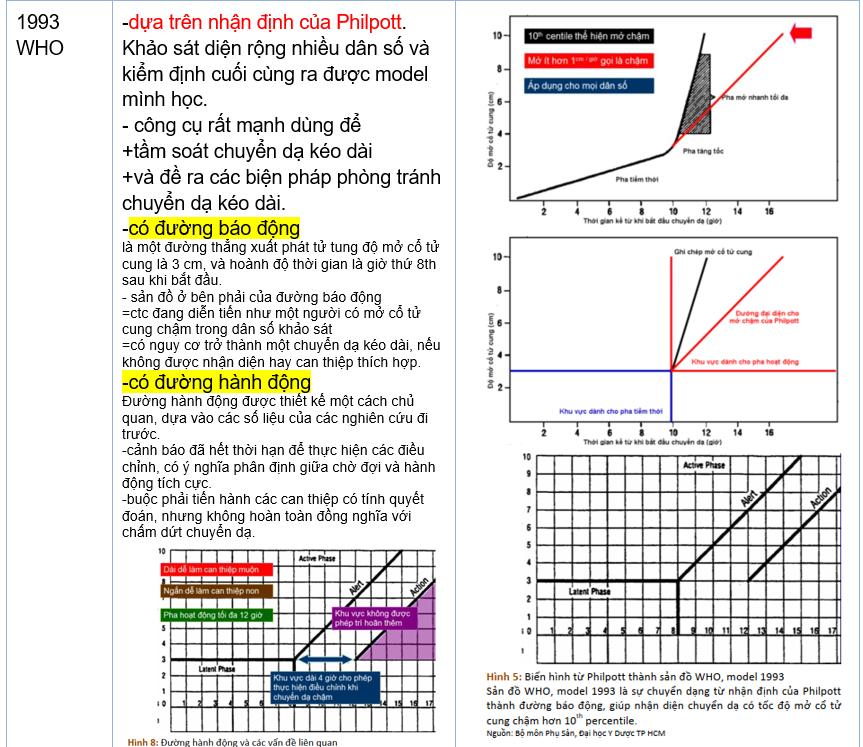 1993
WHO
-dựa trên nhận định của Philpott.
Khảo sát diện rộng nhiều dân số và
kiểm định cuối cùng ra được model
mình học.
- công cụ rất mạnh dùng để
+tầm soát chuyển dạ kéo dài
+và đề ra các biện pháp phòng tránh
chuyển dạ kéo dài.
-có đường báo động
là một đường thẳng xuất phát tử tung độ mở cổ tử
cung là 3 cm, và hoành độ thời gian là giờ thứ 8th
sau khi bắt đầu.
- sản đồ ở bên phải của đường báo động
=ctc đang diễn tiến như một người có mở cổ tử
cung chậm trong dân số khảo sát
=có nguy cơ trở thành một chuyển dạ kéo dài, nếu
không được nhận diện hay can thiệp thích hợp.
-có đường hành động
Đường hành động được thiết kế một cách chủ
quan, dựa vào các số liệu của các nghiên cứu đi
trước.
-cảnh báo đã hết thời hạn để thực hiện các điều
chỉnh, có ý nghĩa phân định giữa chờ đợi và hành
động tích cực.
-buộc phải tiến hành các can thiệp có tính quyết
đoán, nhưng không hoàn toàn đồng nghĩa với
chấm dứt chuyển dạ.
10
Active Phase
Dài dễ làm can thiệp muộn
Ngắn dễ làm can thiệp non
Pha hoạt động tối đa 12 giờ
Alert
Action
Khu vực không được
phép trì hoãn thêm
5
4
3
2
1
Latent Phase
Khu vực dài 4 giờ cho phép
thực hiện điều chỉnh khi
chuyển dạ chậm
0 1 2 3 4 5 6 7 14 15 16 17
Hình 8: Đường hành động và các vấn đề liên quan
10th centile thể hiện mở chậm
Mở ít hơn 1cm / giờ gọi là chậm
Áp dụng cho mọi dân số
Độ mở cổ tử cung (cm)
10
8
6
4
2
Pha mở nhanh tối đa
Pha tăng tốc
Pha tiềm thời
2 4 6 8 10 12 14 16
Thời gian kể từ khi bắt đầu chuyển dạ (giờ)
Ghi chép mở cổ tử cung
Độ mở cổ tử cung (cm)
10
8
6
4
2
Đường đại diện cho
mở chậm của Philpott
Khu vực dành cho pha hoạt động
Khu vực dành cho pha tiềm thời
2 4 6 8 10 12 14 16
Thời gian kể từ khi bắt đầu chuyển dạ (giờ)
10
Active Phase
9
8
7
6
5
4
3
2
1
Alert
Action
Latent Phase
0 1 2 3 4 5 6 7 8 9 10 11 12 13 14 15 16 17
Hình 5: Biến hình từ Philpott thành sản đồ WHO, model 1993
Sản đồ WHO, model 1993 là sự chuyển dạng từ nhận định của Philpott
thành đường báo động, giúp nhận diện chuyển dạ có tốc độ mở cổ tử
cung chậm hơn 10th percentile.
Nguồn: Bộ môn Phụ Sản, Đại học Y Dược TP HCM